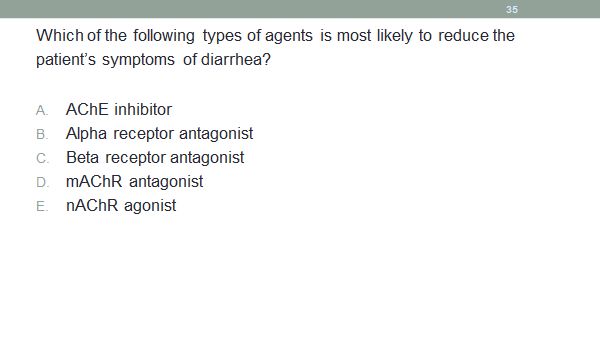 35
Which of the following types of agents is most likely to reduce the
patient’s symptoms of diarrhea?
A. AChE inhibitor
B. Alpha receptor antagonist
C. Beta receptor antagonist
D. mAChR antagonist
E. nAChR agonist